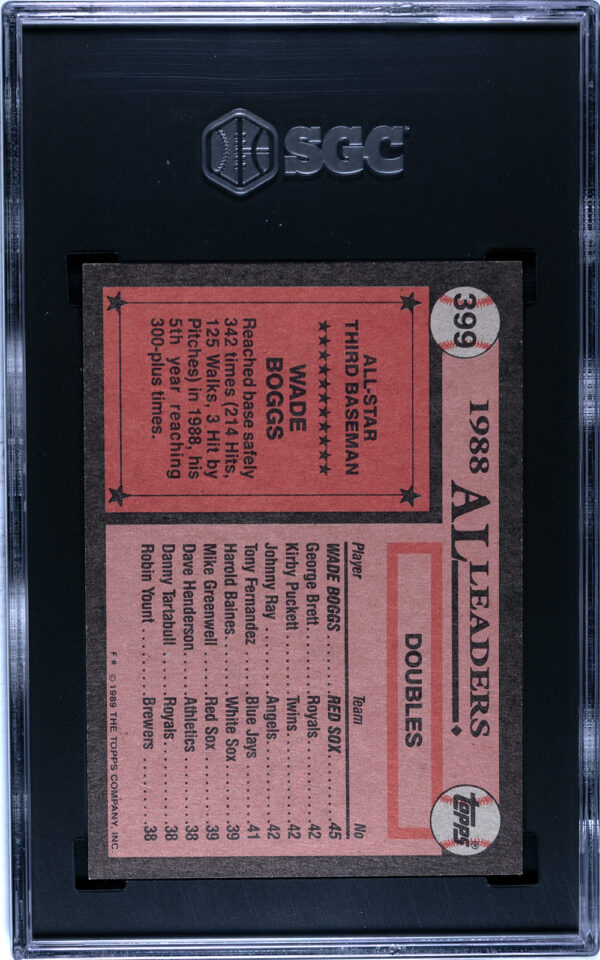 SGC
399
1988 AL LEADERS
TOPPS®
ALL-STAR
THIRD BASEMAN
WADE
BOGGS
Reached base safely
342 times (214 Hits,
125 Walks, 3 Hit by
Pitches) in 1988, his
5th year reaching
300-plus times.
DOUBLES
Player Team No
WADE BOGGS ........ RED SOX ..... 45
George Brett ........ Royals ..... 42
Kirby Puckett ........ Twins ..... 42
Johnny Ray ........ Angels ..... 42
Tony Fernandez ..... Blue Jays ..... 41
Harold Baines ....... White Sox ..... 39
Mike Greenwell ..... Red Sox ..... 39
Dave Henderson ..... Athletics ..... 38
Danny Tartabull ..... Royals ..... 38
Robin Yount ........ Brewers ..... 38
F* © 1989 THE TOPPS COMPANY, INC.